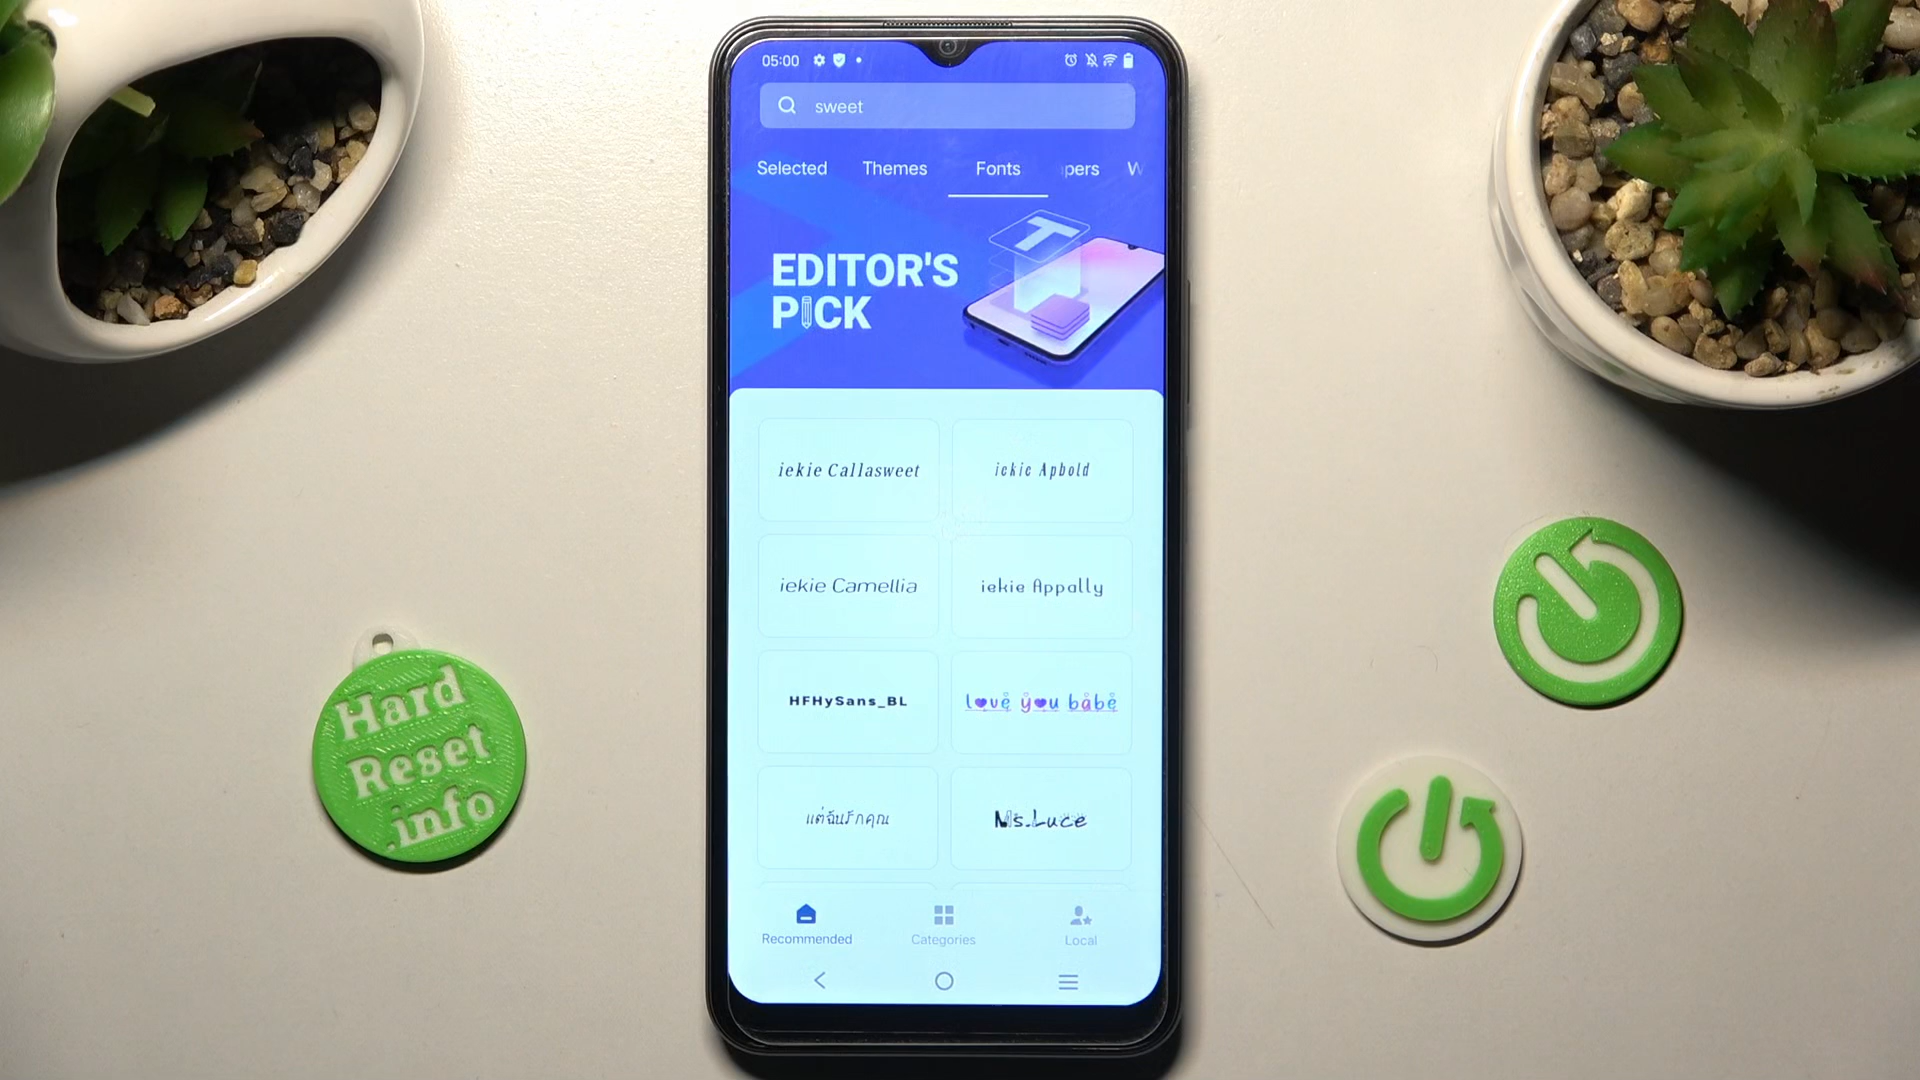 05:00
sweet
Selected Themes Fonts pers W
EDITOR'S
PICK
iekie Callasweet
iekie Apbold
iekie Camellia
iekie Appally
HFHySans_BL
love you babe
แต่ฉันรักคุณ
Ms.Luce
Recommended Categories Local
Hard
Reset
.info